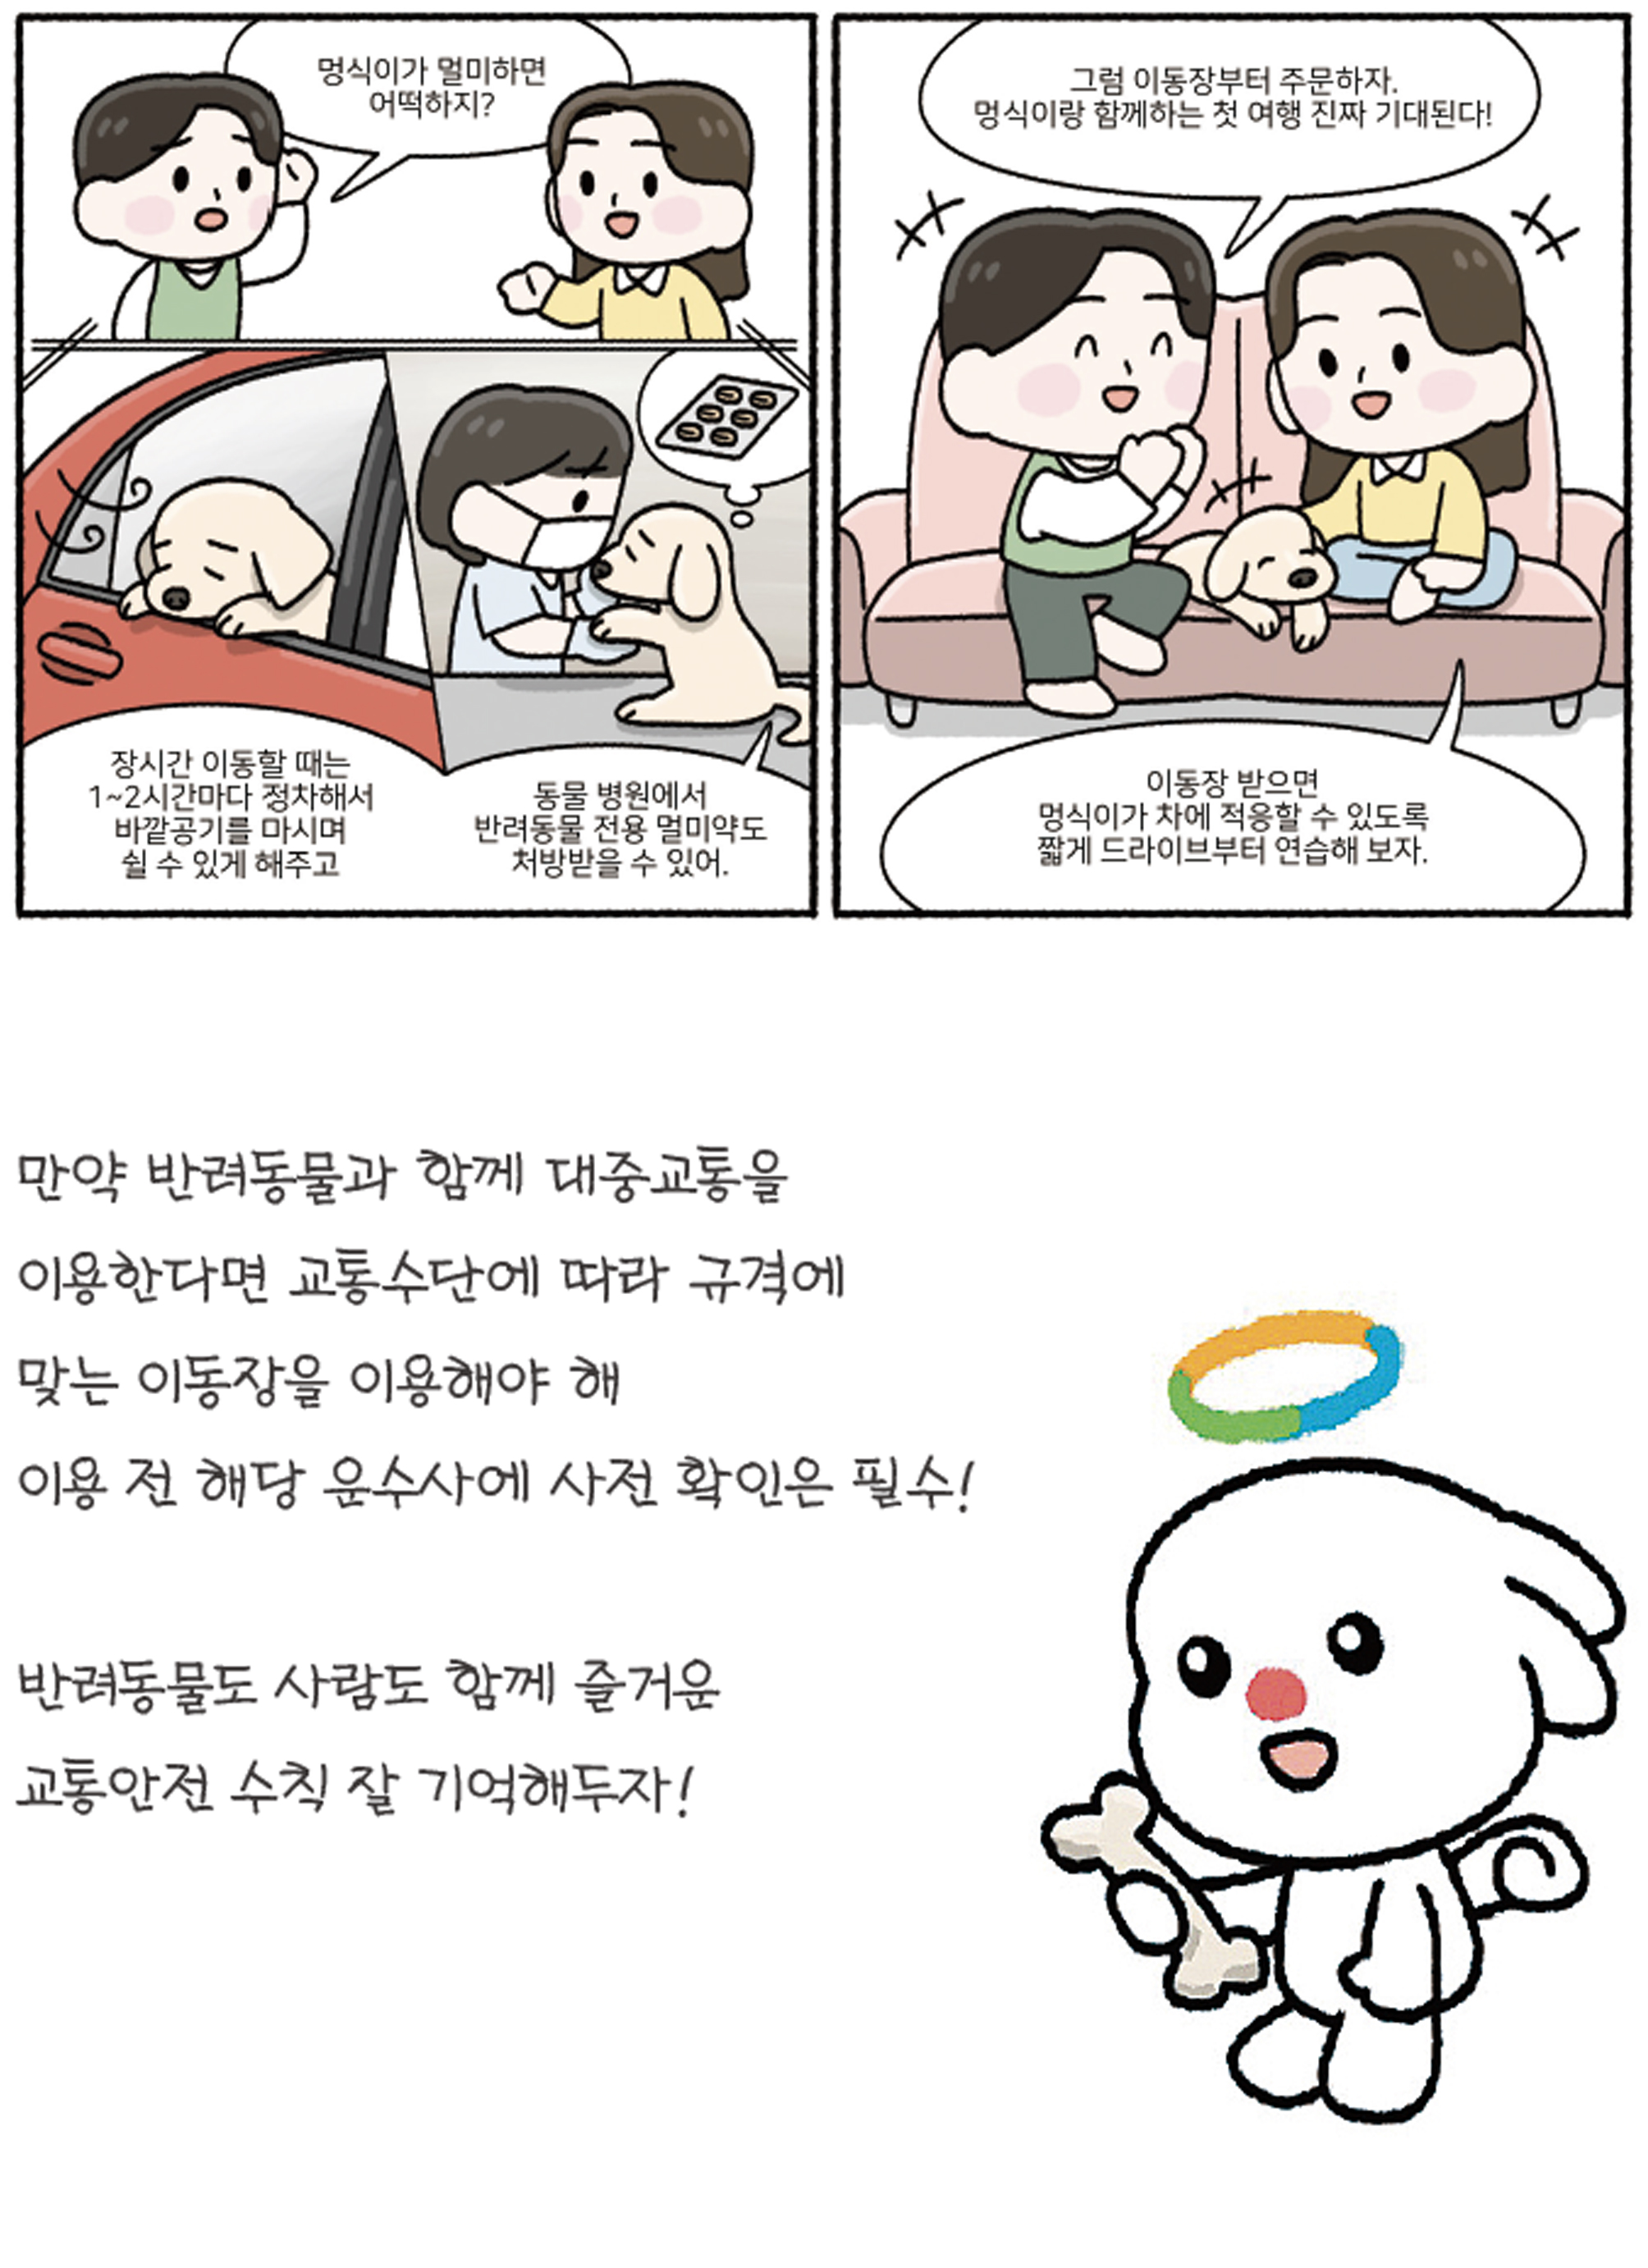 멍식이가 멀미하면
어떡하지?
장시간 이동할 때는
1~2시간마다 정차해서
바깥공기를 마시며
쉴 수 있게 해주고
동물 병원에서
반려동물 전용 멀미약도
처방받을 수 있어.
그럼 이동장부터 주문하자.
멍식이랑 함께하는 첫 여행 진짜 기대된다!
이동장 받으면
멍식이가 차에 적응할 수 있도록
짧게 드라이브부터 연습해 보자.
만약 반려동물과 함께 대중교통을
이용한다면 교통수단에 따라 규격에
맞는 이동장을 이용해야 해
이용 전 해당 운수사에 사전 확인은 필수!
반려동물도 사람도 함께 즐거운
교통안전 수칙 잘 기억해두자!